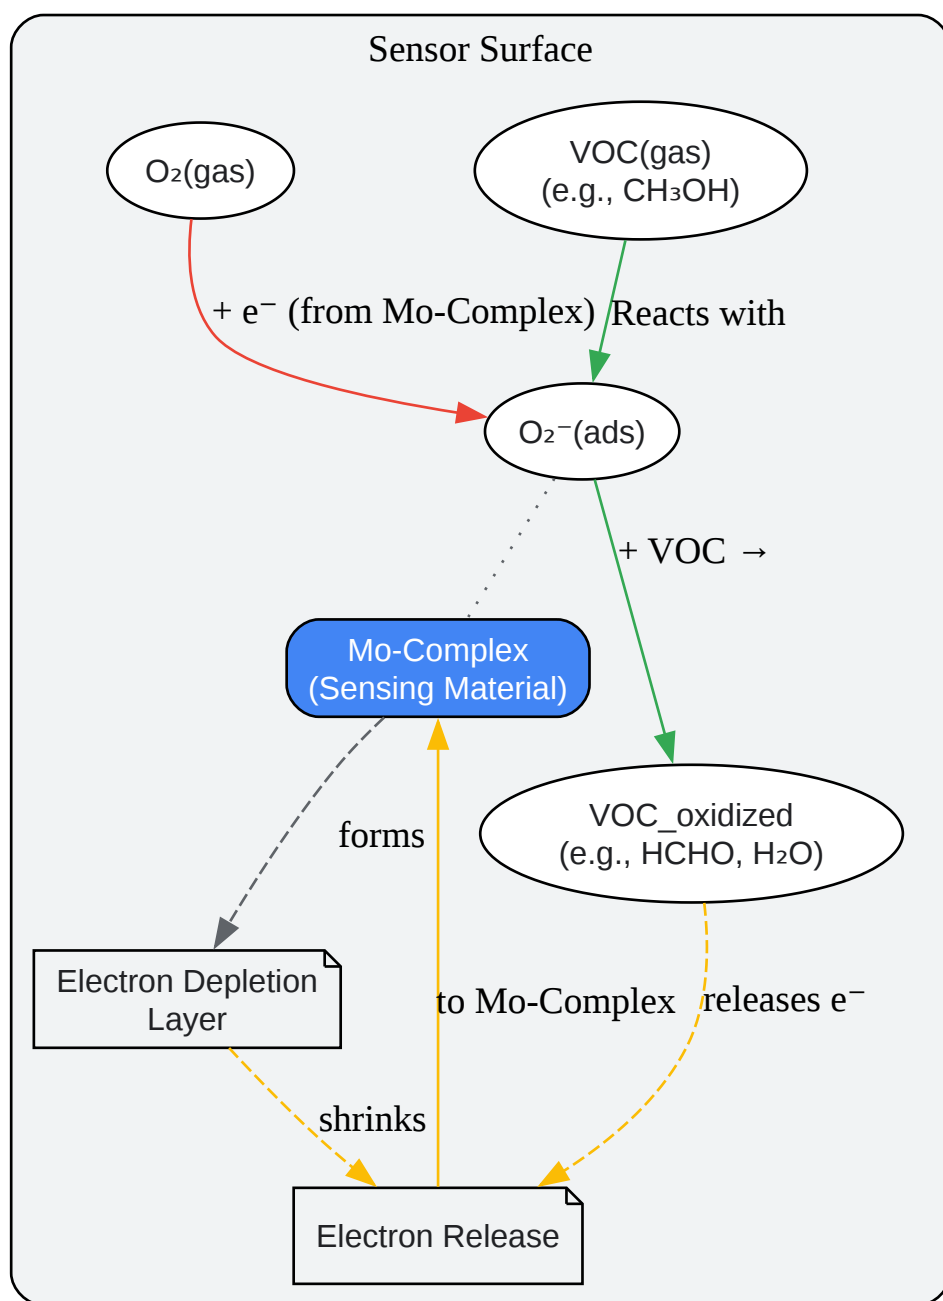 Sensor Surface
O₂(gas)
VOC(gas)
(e.g., CH₃OH)
+ e⁻ (from Mo-Complex)
Reacts with
O₂⁻(ads)
+ VOC →
Mo-Complex
(Sensing Material)
forms
VOC_oxidized
(e.g., HCHO, H₂O)
Electron Depletion
Layer
to Mo-Complex
releases e⁻
shrinks
Electron Release